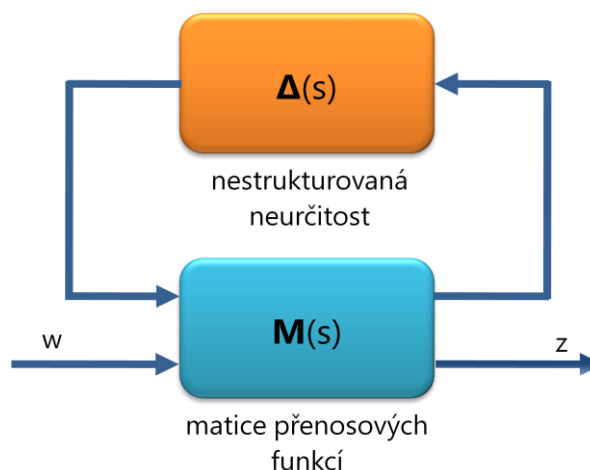 Δ(s)
nestrukturovaná
neurčitost
M(s)
w
z
matice přenosových
funkcí